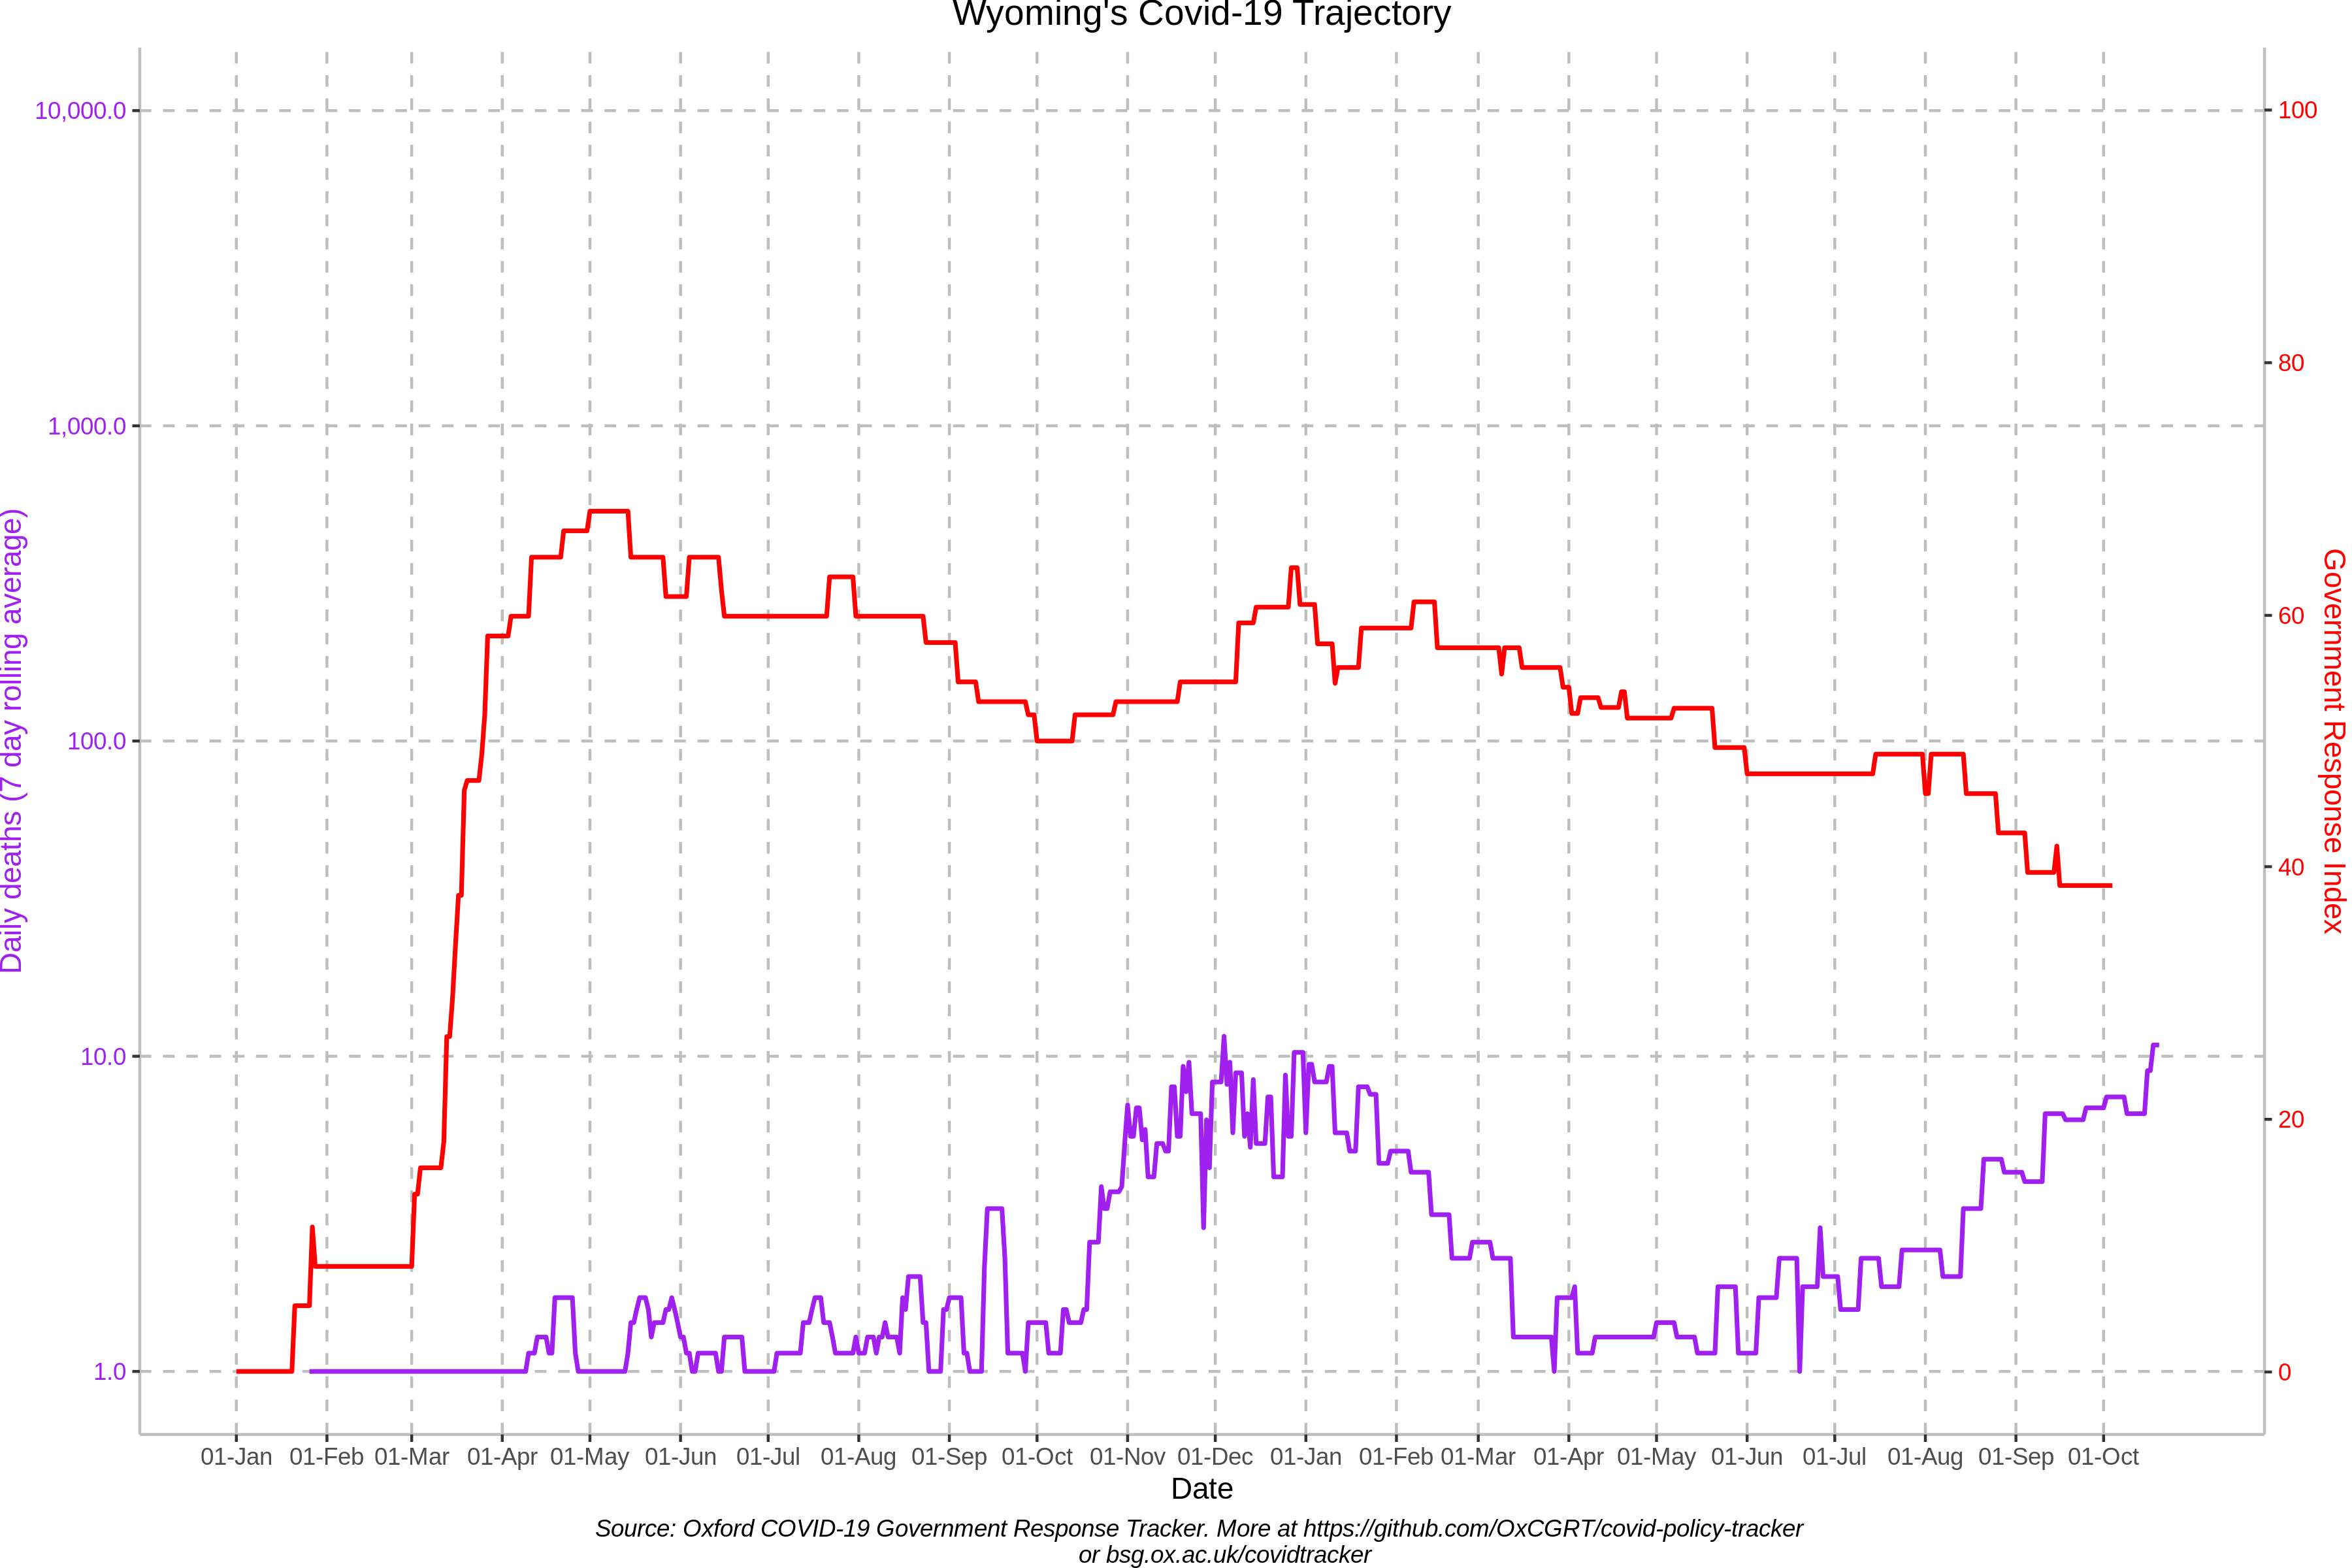 Wyoming's Covid-19 Trajectory
10,000.0
1,000.0
100.0
10.0
1.0
Daily deaths (7 day rolling average)
100
80
60
40
20
0
Government Response Index
01-Jan 01-Feb 01-Mar 01-Apr 01-May 01-Jun 01-Jul 01-Aug 01-Sep 01-Oct 01-Nov 01-Dec 01-Jan 01-Feb 01-Mar 01-Apr 01-May 01-Jun 01-Jul 01-Aug 01-Sep 01-Oct
Date
Source: Oxford COVID-19 Government Response Tracker. More at https://github.com/OxCGRT/covid-policy-tracker
or bsg.ox.ac.uk/covidtracker